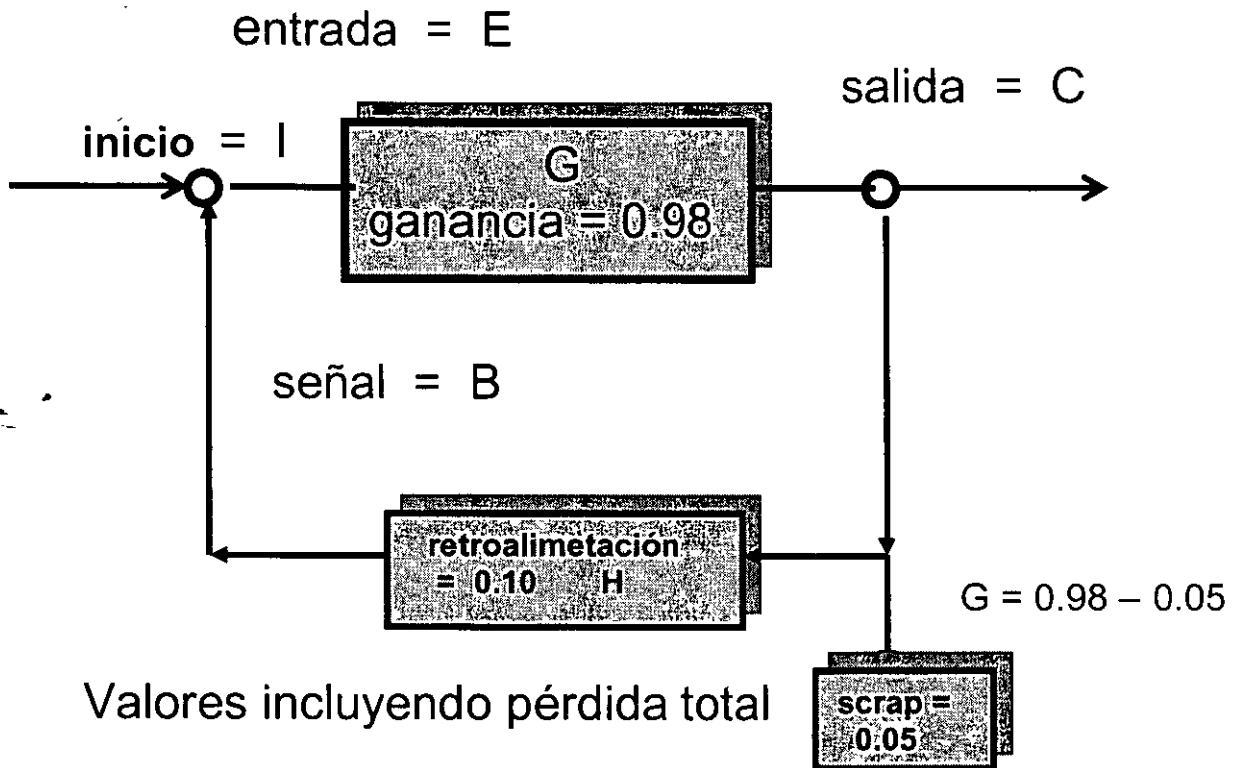 entrada = E
salida = C
inicio = I
G
ganancia = 0.98
señal = B
retroalimetación
= 0.10 H
G = 0.98 – 0.05
Valores incluyendo pérdida total
scrap =
0.05